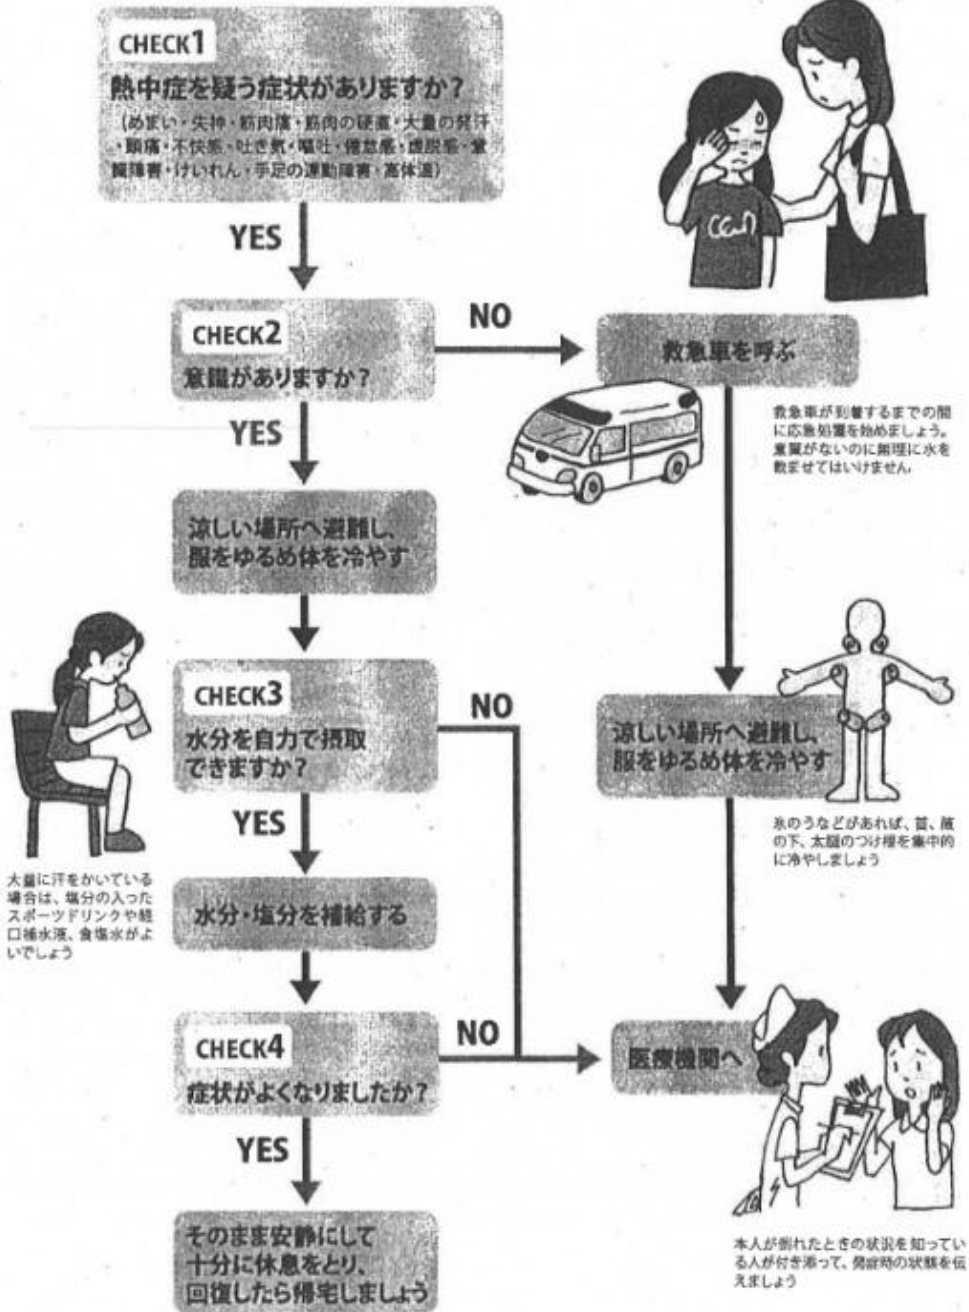 CHECK1
熱中症を疑う症状がありますか?
(めまい・失神・筋肉痛・筋肉の硬直・大量の発汗
・頭痛・不快感・吐き気・嘔吐・倦怠感・虚脱感・意
識障害・けいれん・手足の運動障害・高体温)
YES
CHECK2
意識がありますか?
NO
救急車を呼ぶ
救急車が到着するまでの間
に応急処置を始めましょう。
意識がないのに無理に水を
飲ませてはいけません
YES
涼しい場所へ避難し、
服をゆるめ体を冷やす
CHECK3
水分を自力で摂取
できますか?
NO
涼しい場所へ避難し、
服をゆるめ体を冷やす
氷のうなどがあれば、首、腋
の下、太腿のつけ根を集中的
に冷やしましょう
YES
大量に汗をかいている
場合は、塩分の入った
スポーツドリンクや経
口補水液、食塩水がよ
いでしょう
水分・塩分を補給する
CHECK4
症状がよくなりましたか?
NO
医療機関へ
YES
そのまま安静にして
十分に休息をとり、
回復したら帰宅しましょう
本人が倒れたときの状況を知ってい
る人が付き添って、発症時の状態を伝
えましょう